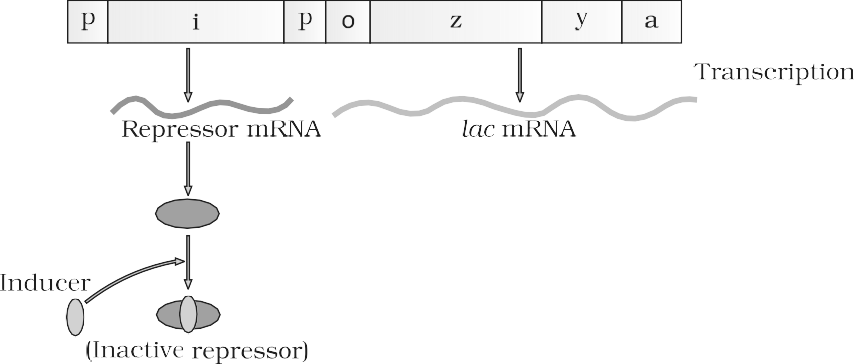 p i p o z y a
Transcription
Repressor mRNA
lac mRNA
Inducer
(Inactive repressor)